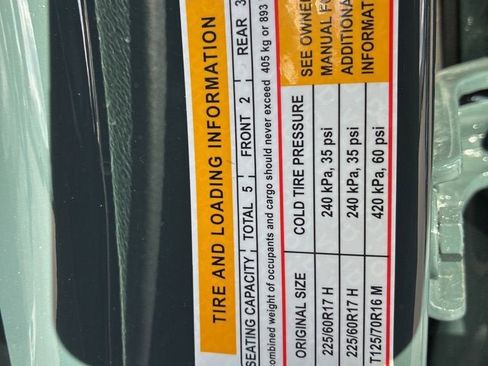 TIRE AND LOADING INFORMATION
SEATING CAPACITY TOTAL 5 FRONT 2 REAR 3
combined weight of occupants and cargo should never exceed 405 kg or 893
ORIGINAL SIZE COLD TIRE PRESSURE SEE OWNER
225/60R17 H 240 kPa, 35 psi MANUAL FO
225/60R17 H 240 kPa, 35 psi ADDITIONA
T125/70R16 M 420 kPa, 60 psi INFORMAT